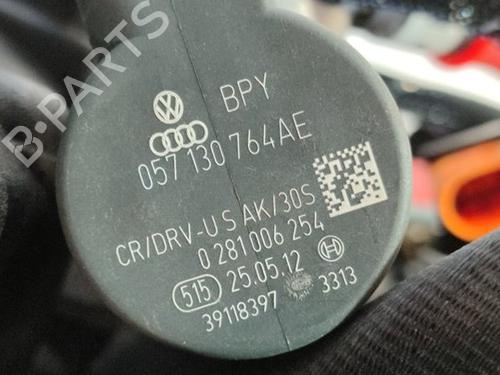 BPY
057 130 764AE
CR/DRV-U S AK/30S
0 281 006 254
515 25.05.12
39118397 3313
B-PARTS